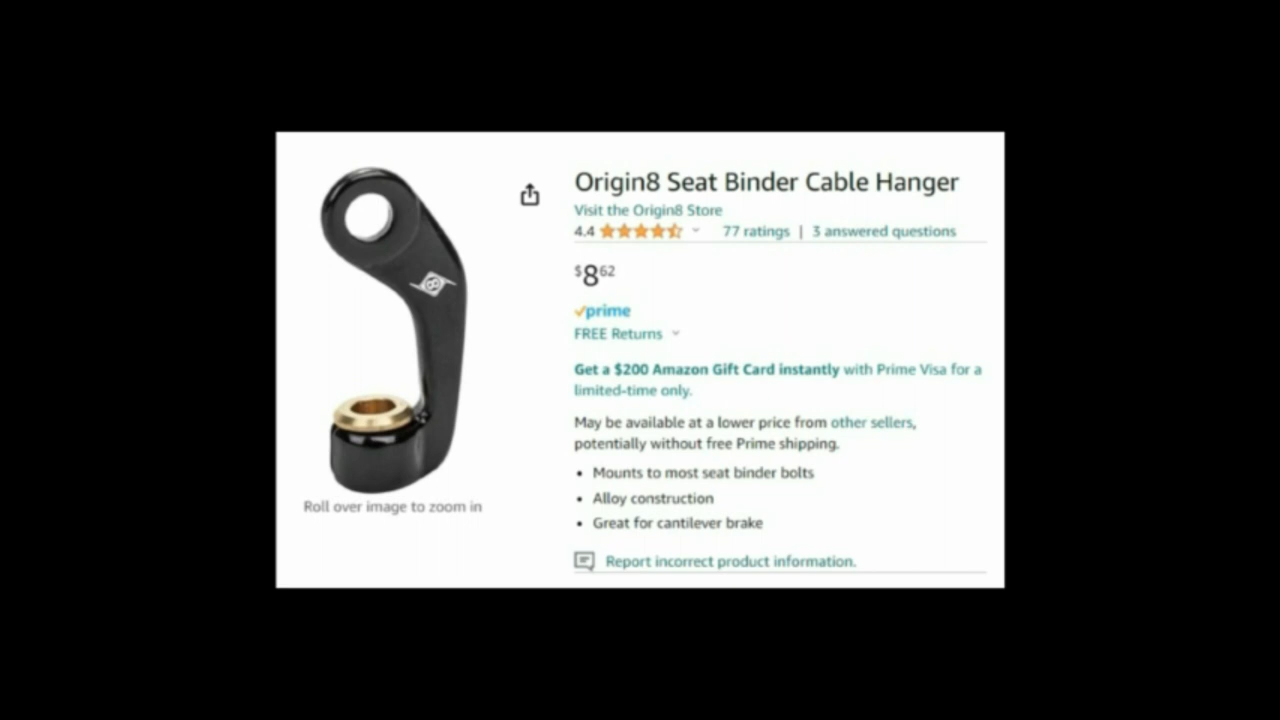 Origin8 Seat Binder Cable Hanger
Visit the Origin8 Store
4.4 77 ratings | 3 answered questions
$862
prime
FREE Returns
Get a $200 Amazon Gift Card instantly with Prime Visa for a
limited-time only.
May be available at a lower price from other sellers,
potentially without free Prime shipping.
• Mounts to most seat binder bolts
• Alloy construction
• Great for cantilever brake
Report incorrect product information.
8
Roll over image to zoom in